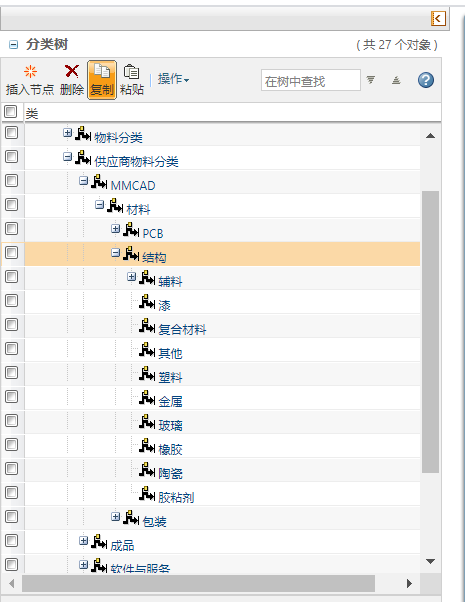 分类树 ( 共 27 个对象 )
插入节点 删除 复制 粘贴 操作 在树中查找
类
物料分类
供应商物料分类
MMCAD
材料
PCB
结构
辅料
漆
复合材料
其他
塑料
金属
玻璃
橡胶
陶瓷
胶粘剂
包装
成品
软件与服务